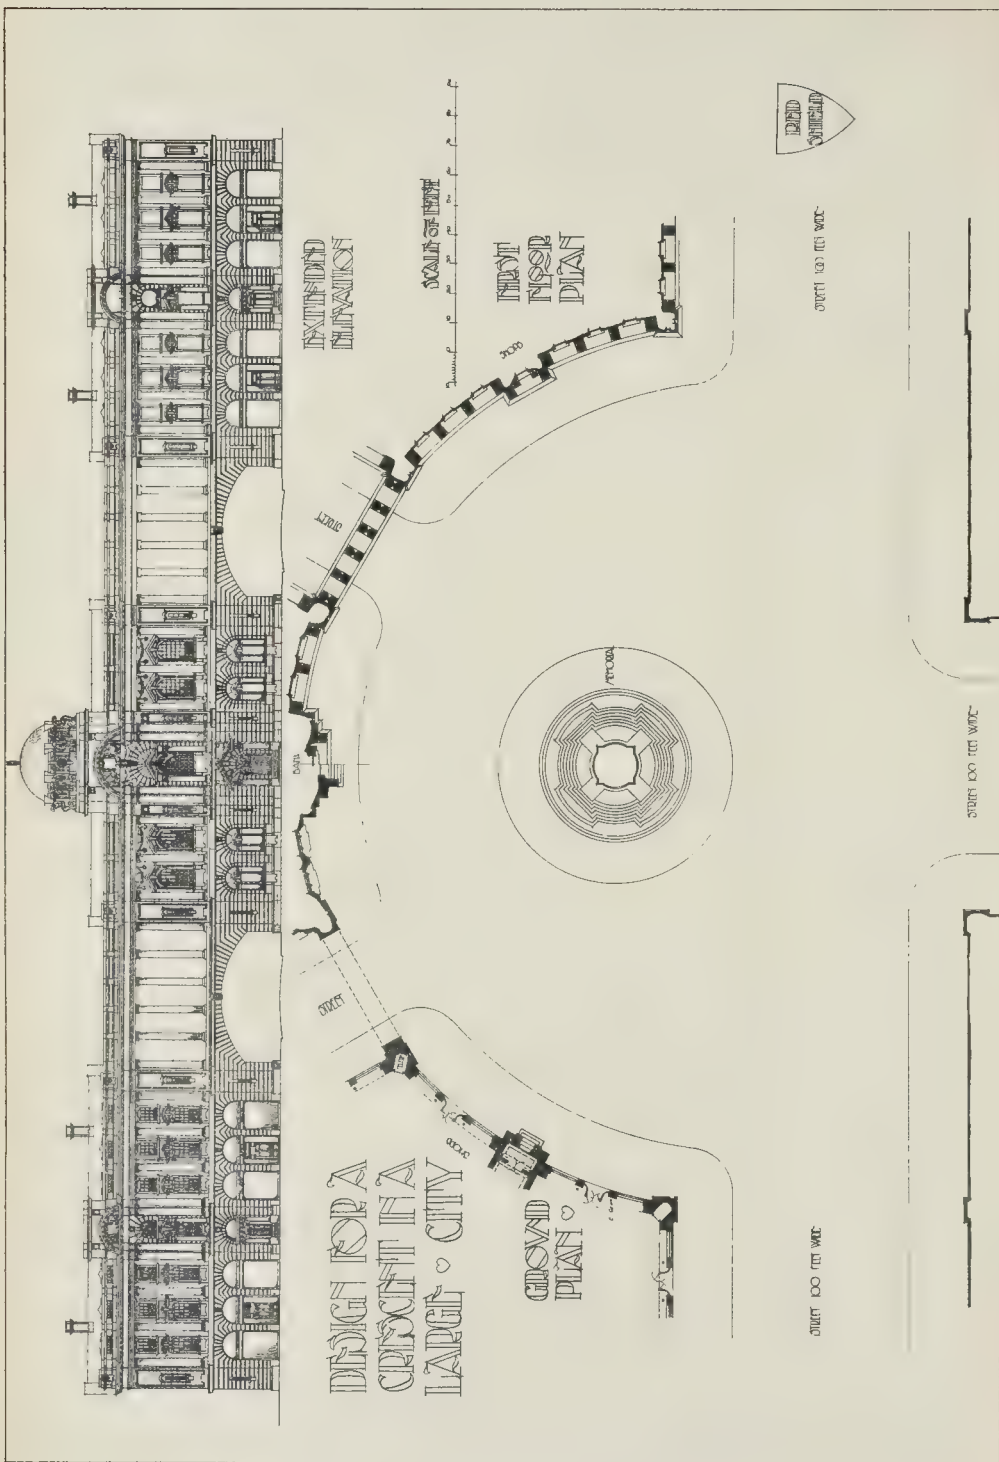 DESIGN FOR A
CRESCENT IN A
LARGE CITY
EXTENDED
ELEVATION
SCALE OF FEET
FIRST
FLOOR
PLAN
GROUND
PLAN
STREET
STREET
SHOPS
SHOPS
BANK
MEMORIAL
STREET 100 FEET WIDE
STREET 100 FEET WIDE
STREET 100 FEET WIDE
RED
SHIELD